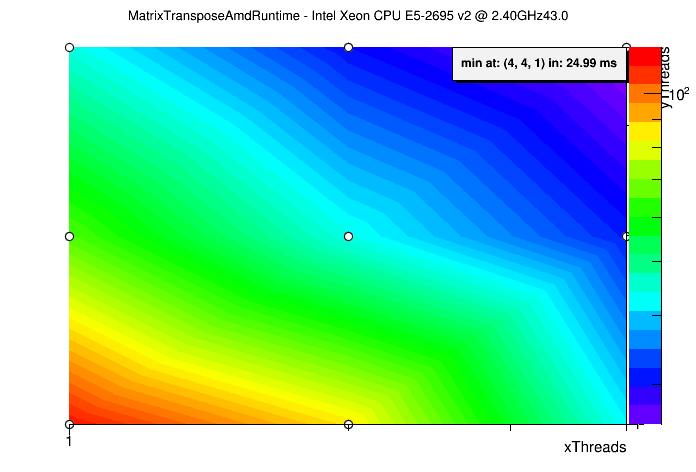 MatrixTransposeAmdRuntime - Intel Xeon CPU E5-2695 v2 @ 2.40GHz43.0
min at: (4, 4, 1) in: 24.99 ms
yThreads
10²
1
xThreads